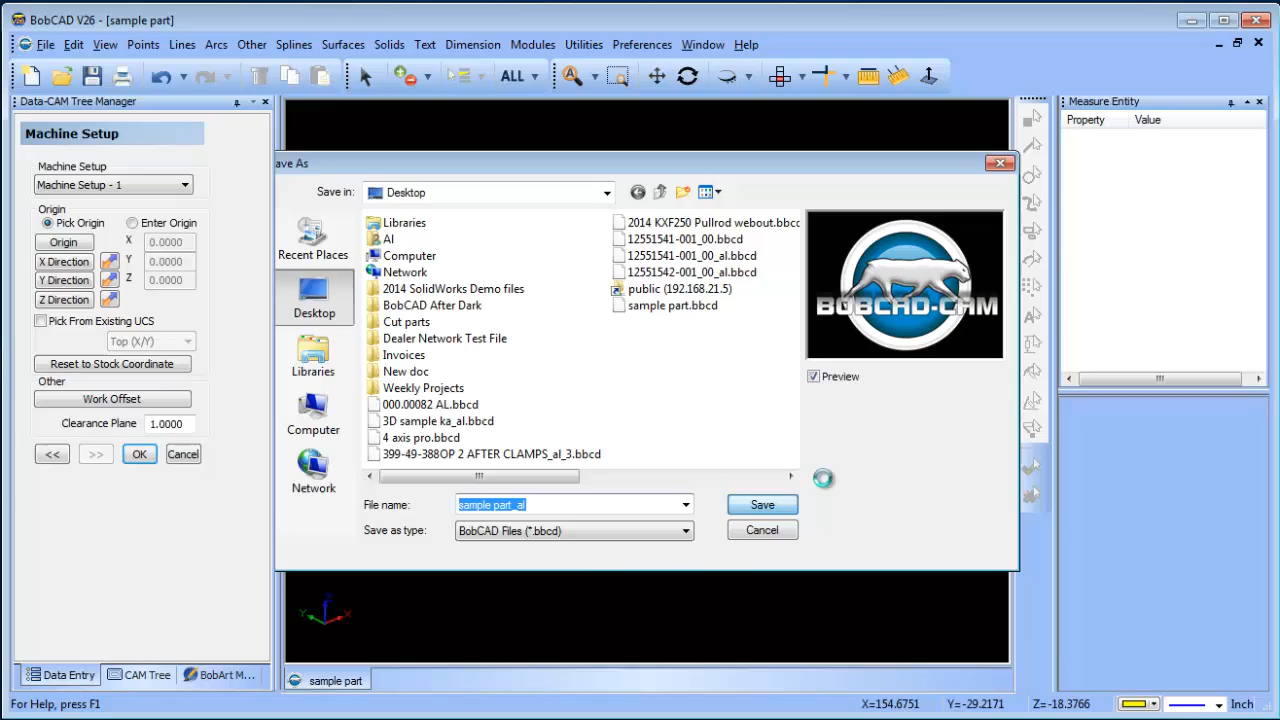 BobCAD V26 - [sample part]
File Edit View Points Lines Arcs Other Splines Surfaces Solids Text Dimension Modules Utilities Preferences Window Help
ALL
Data-CAM Tree Manager
Machine Setup
Machine Setup
Machine Setup - 1
Origin
Pick Origin Enter Origin
Origin X 0.0000
X Direction Y 0.0000
Y Direction Z 0.0000
Z Direction
Pick From Existing UCS
Top (X/Y)
Reset to Stock Coordinate
Other
Work Offset
Clearance Plane 1.0000
<< >> OK Cancel
Data Entry CAM Tree BobArt M...
ave As
Save in: Desktop
Recent Places
Desktop
Libraries
Computer
Network
Libraries
Al
Computer
Network
2014 SolidWorks Demo files
BobCAD After Dark
Cut parts
Dealer Network Test File
Invoices
New doc
Weekly Projects
000.00082 AL.bbcd
3D sample ka_al.bbcd
4 axis pro.bbcd
399-49-388OP 2 AFTER CLAMPS_al_3.bbcd
2014 KXF250 Pullrod webout.bbcc
12551541-001_00.bbcd
12551541-001_00_al.bbcd
12551542-001_00_al.bbcd
public (192.168.21.5)
sample part.bbcd
BOBCAD-CAM
Preview
File name: sample part_al Save
Save as type: BobCAD Files (*.bbcd) Cancel
Measure Entity
Property Value
Z
Y X
sample part
For Help, press F1 X=154.6751 Y=-29.2171 Z=-18.3766 Inch